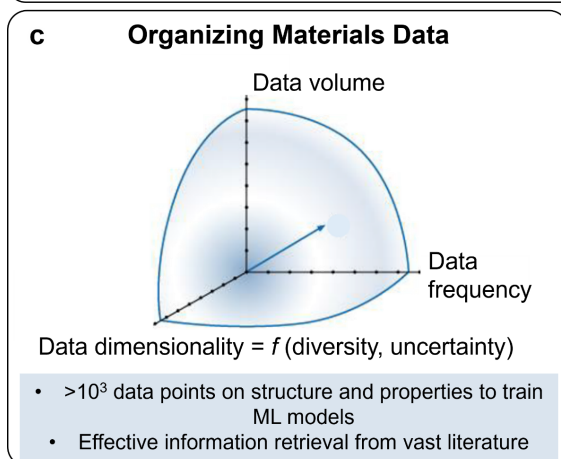 c Organizing Materials Data
Data volume
Data
frequency
Data dimensionality = f (diversity, uncertainty)
• >10³ data points on structure and properties to train
ML models
• Effective information retrieval from vast literature